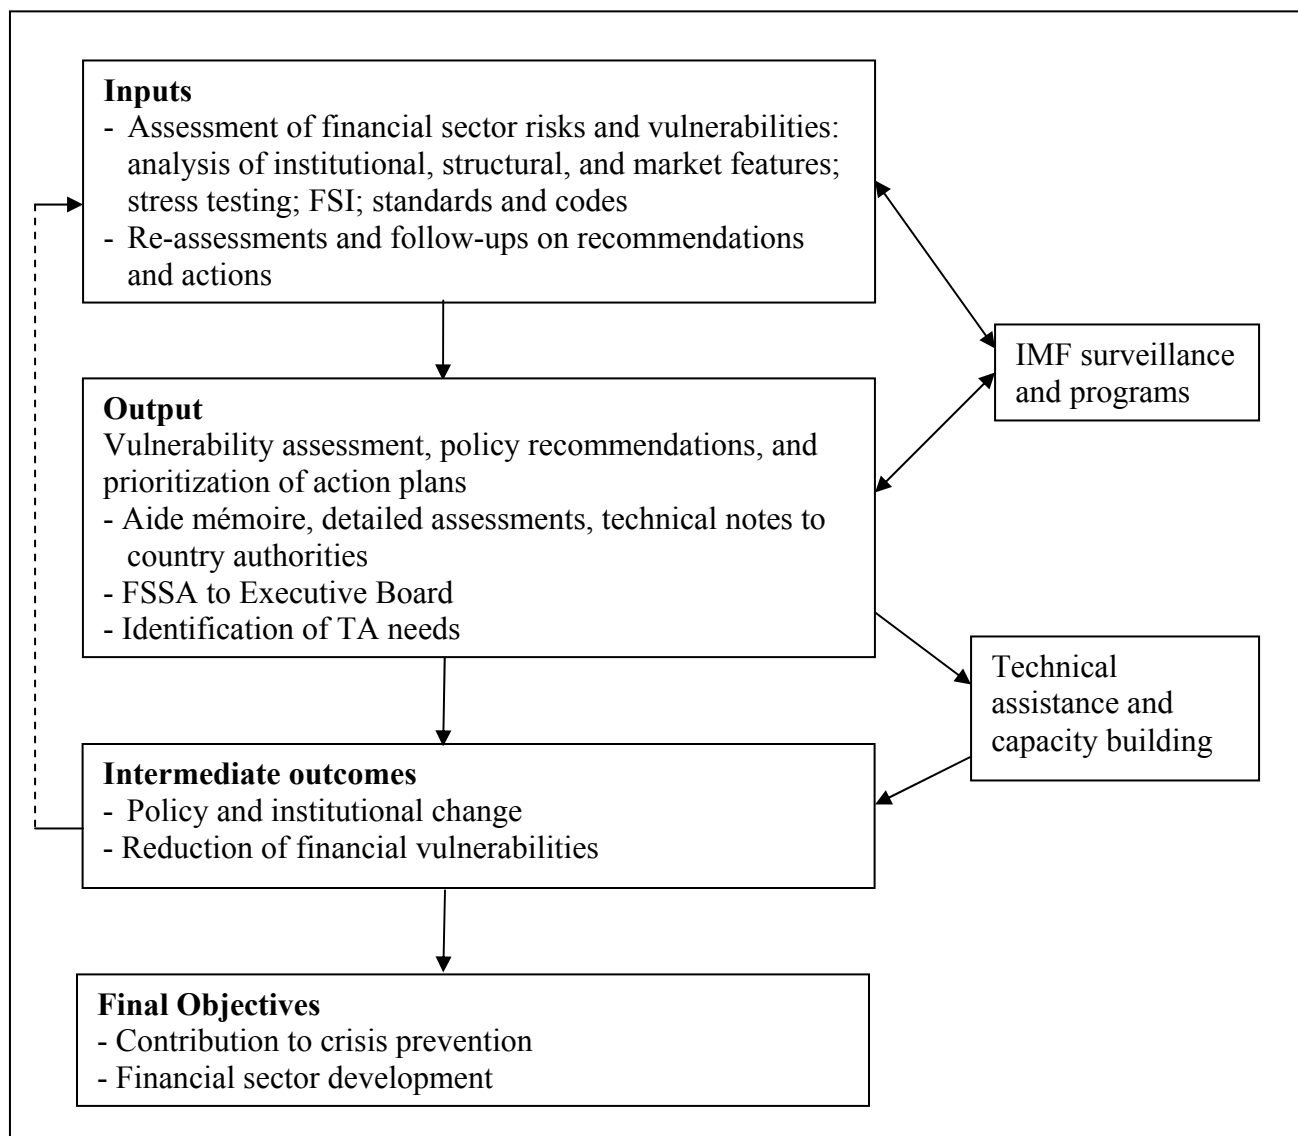 Inputs
- Assessment of financial sector risks and vulnerabilities:
analysis of institutional, structural, and market features;
stress testing; FSI; standards and codes
- Re-assessments and follow-ups on recommendations
and actions
IMF surveillance
and programs
Output
Vulnerability assessment, policy recommendations, and
prioritization of action plans
- Aide mémoire, detailed assessments, technical notes to
country authorities
- FSSA to Executive Board
- Identification of TA needs
Technical
assistance and
capacity building
Intermediate outcomes
- Policy and institutional change
- Reduction of financial vulnerabilities
Final Objectives
- Contribution to crisis prevention
- Financial sector development